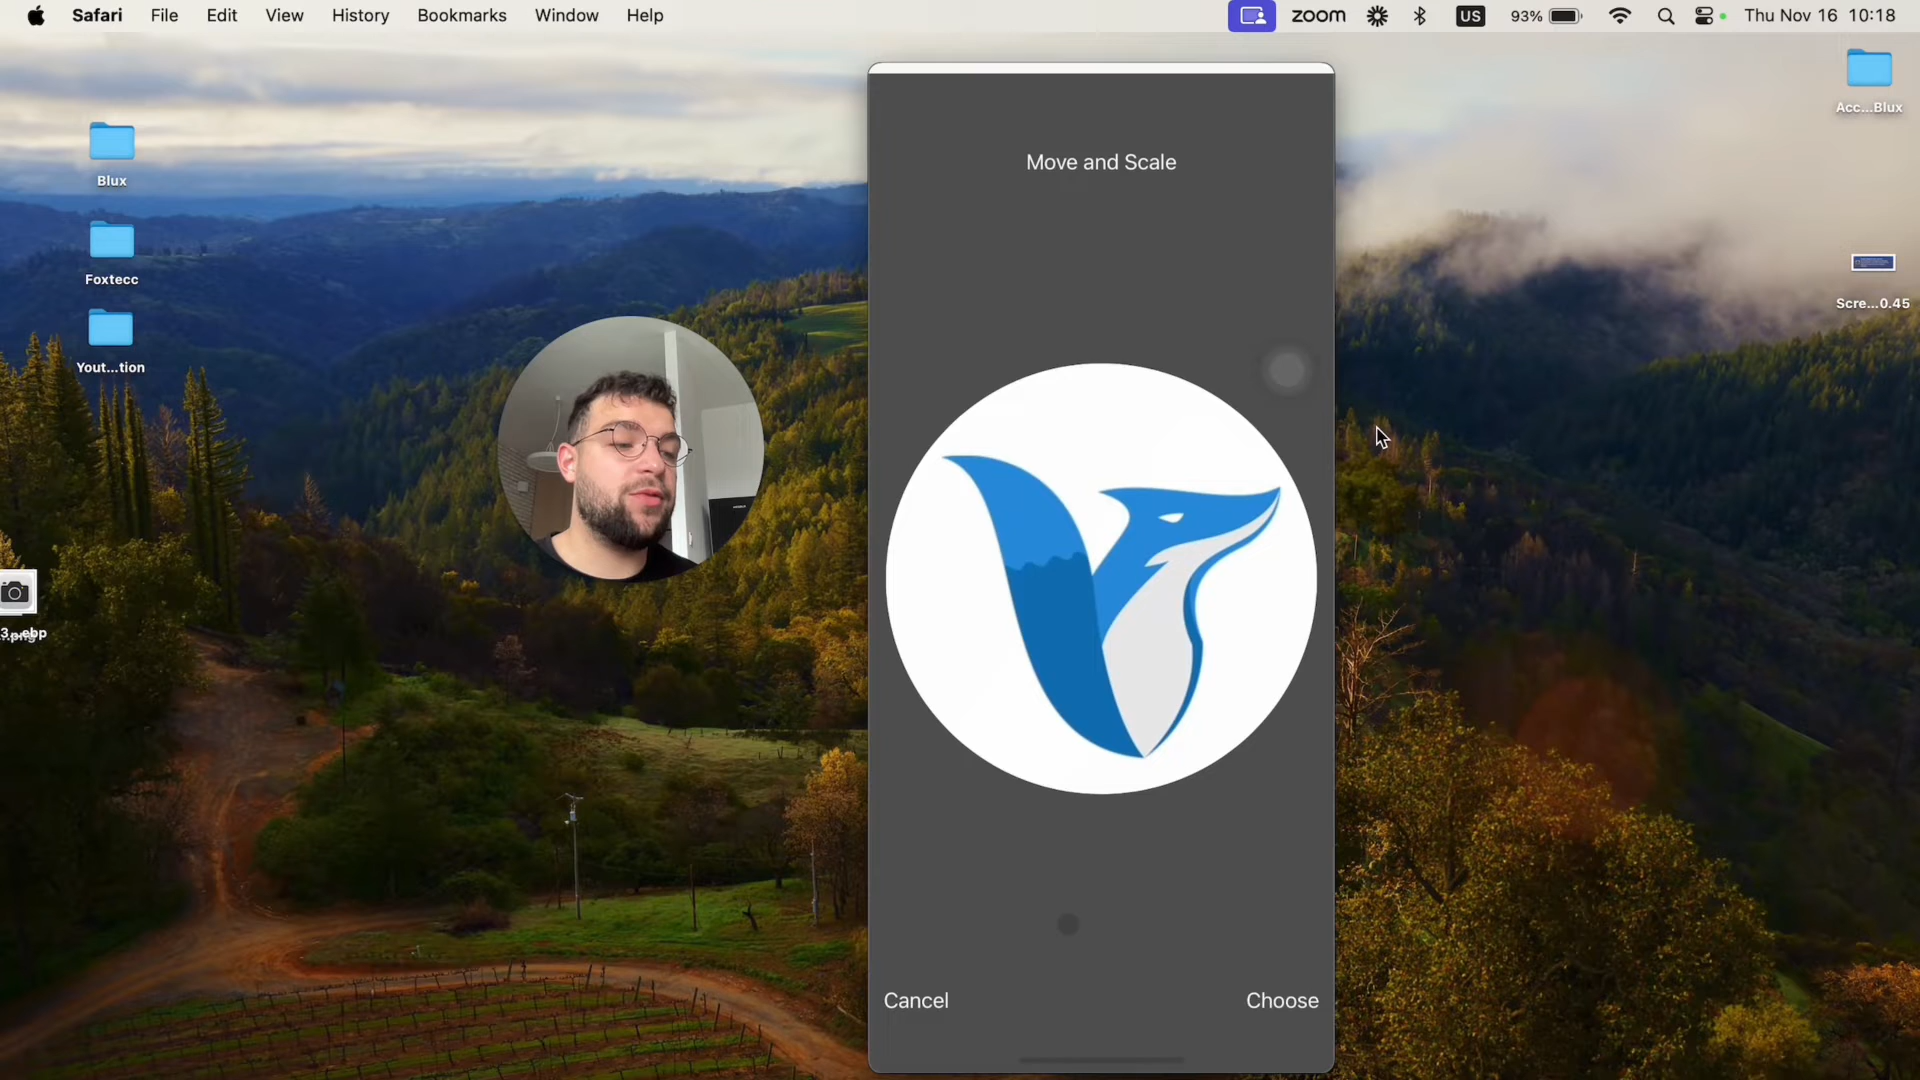 Safari File Edit View History Bookmarks Window Help
zoom US 93% Thu Nov 16 10:18
Blux
Foxtecc
Yout...tion
Acc...Blux
Scre...0.45
Move and Scale
Cancel
Choose